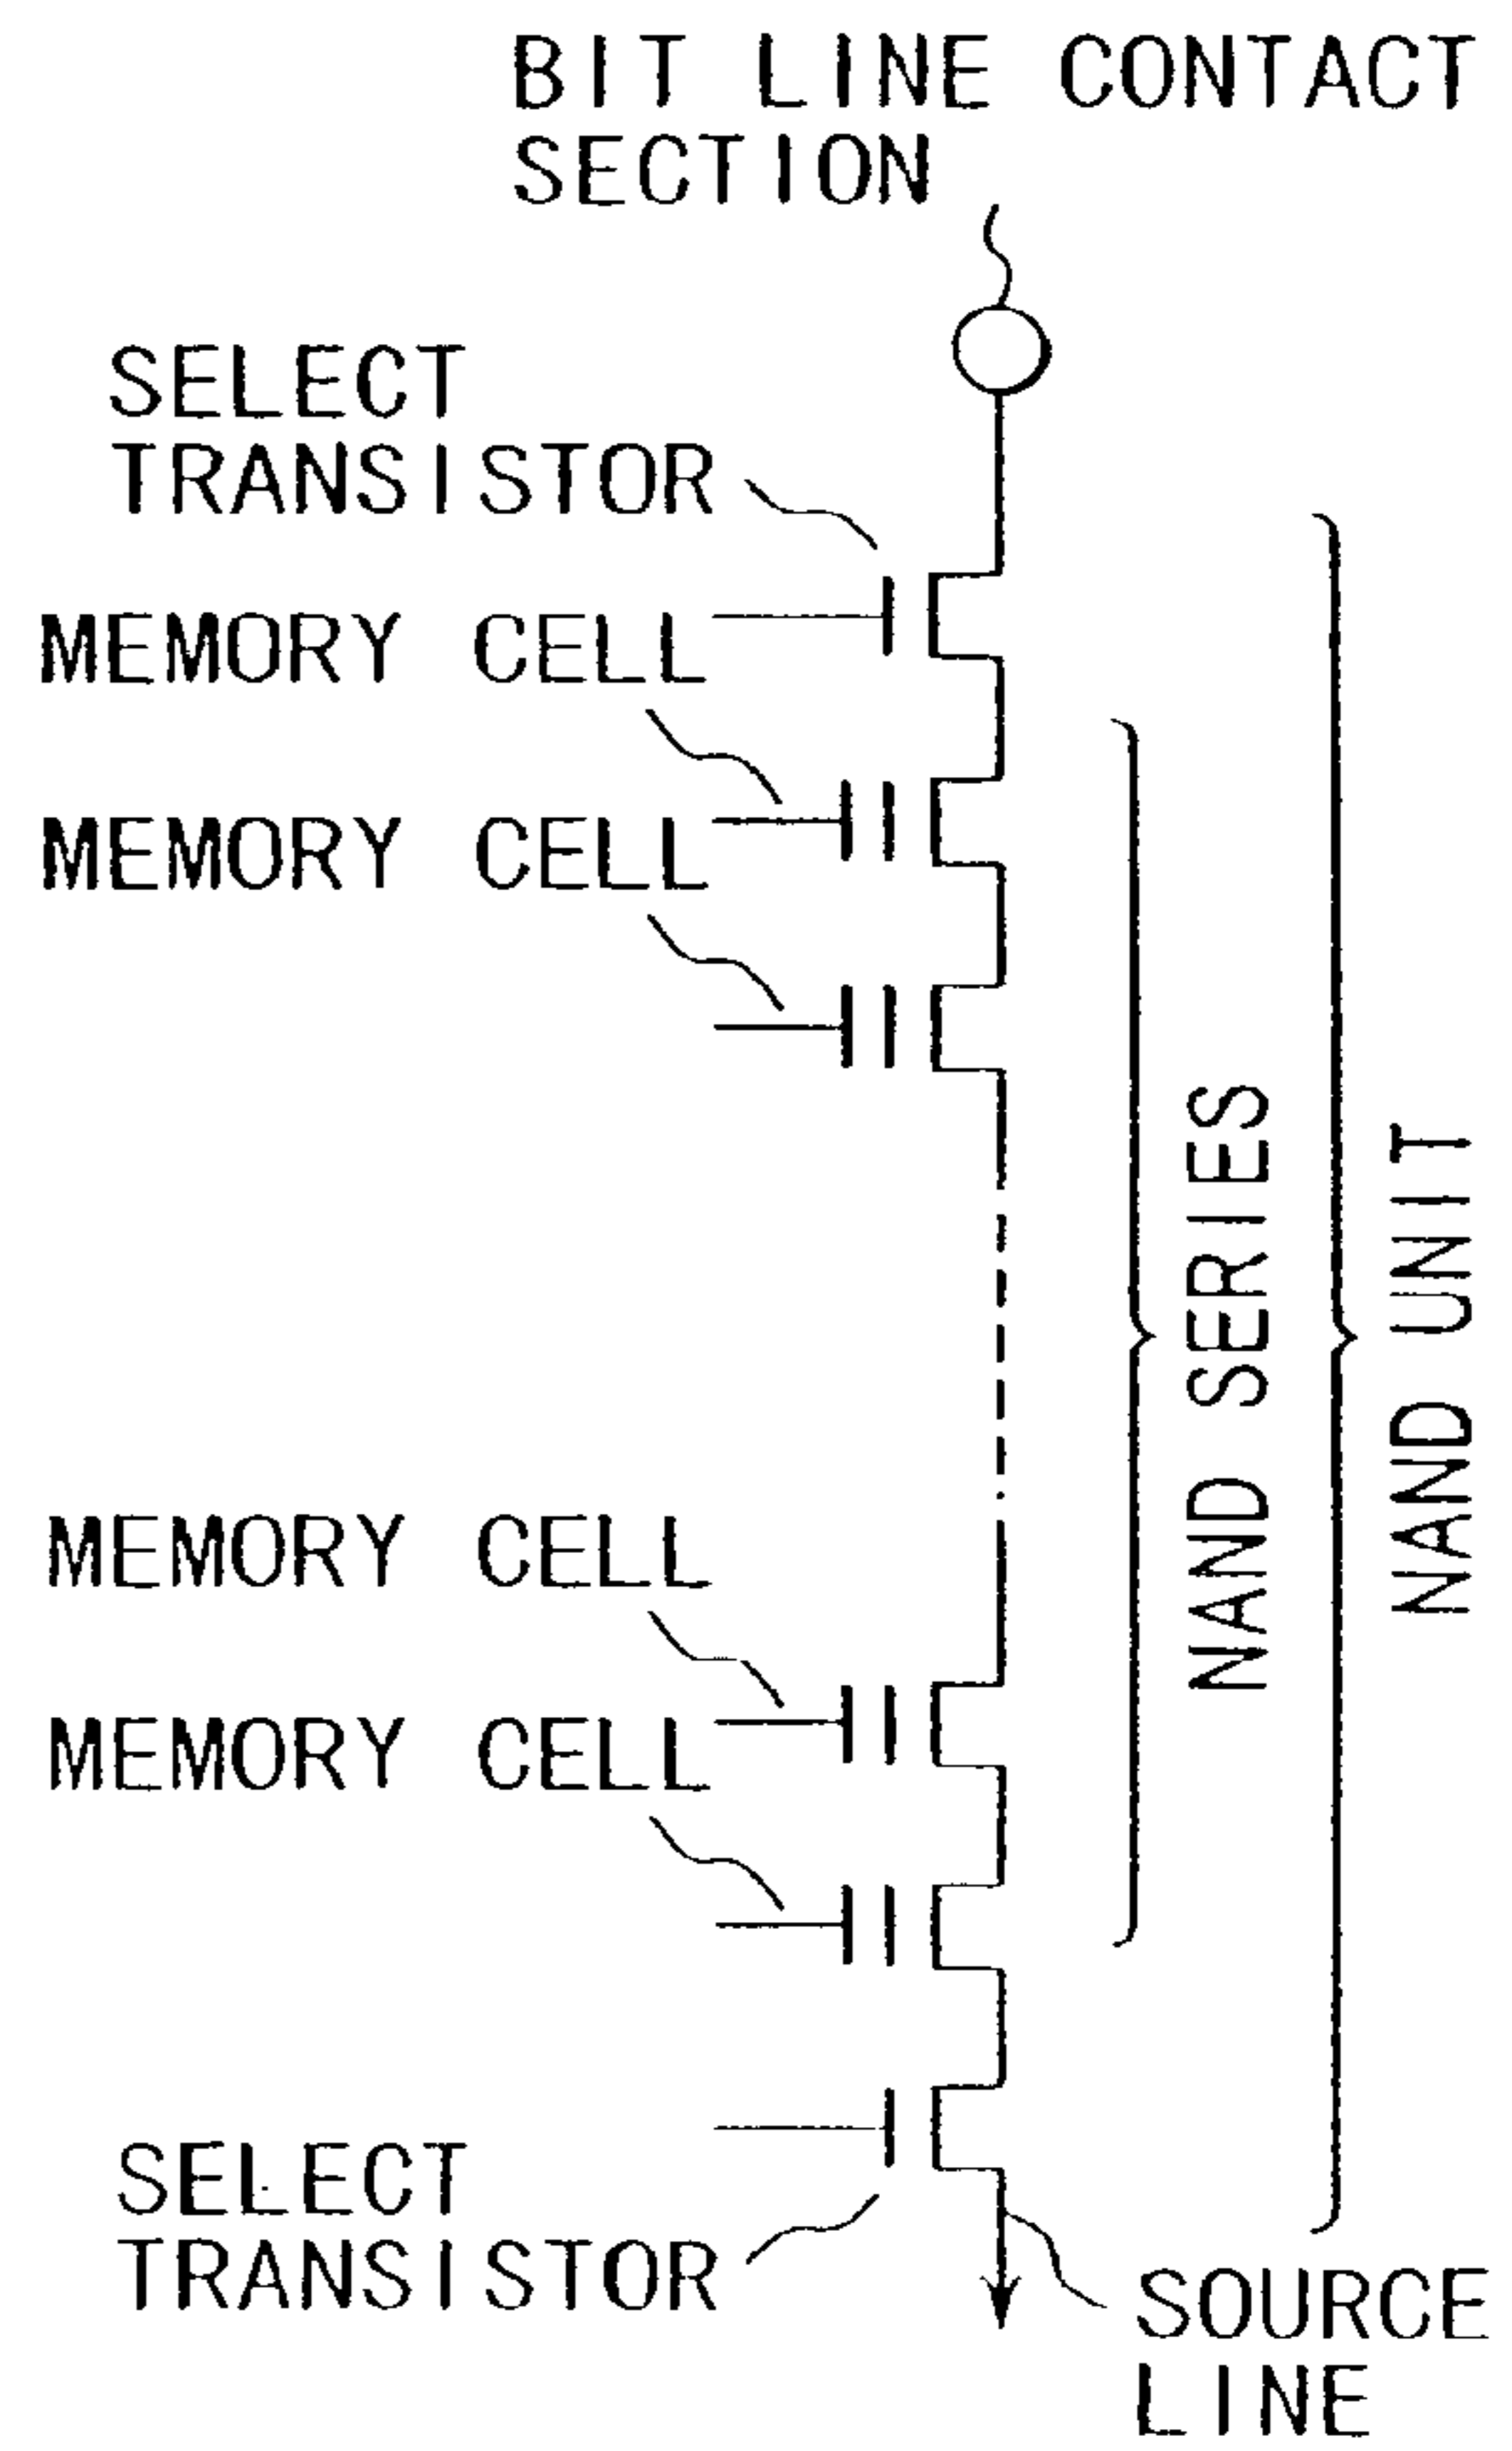 BIT LINE CONTACT
SECTION
SELECT
TRANSISTOR
MEMORY CELL
MEMORY CELL
NAND SERIES
NAND UNIT
MEMORY CELL
MEMORY CELL
SELECT
TRANSISTOR
SOURCE
LINE